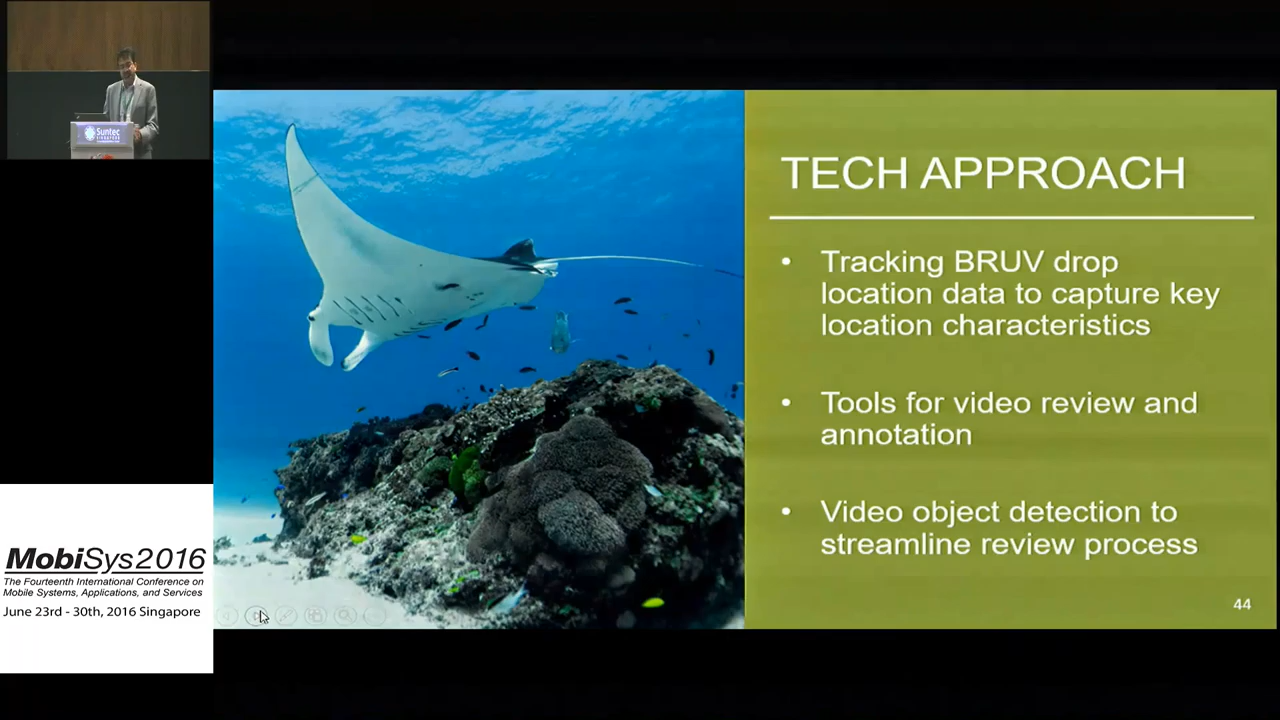 Suntec
SINGAPORE
TECH APPROACH
• Tracking BRUV drop
location data to capture key
location characteristics
• Tools for video review and
annotation
• Video object detection to
streamline review process
44
MobiSys2016
The Fourteenth International Conference on
Mobile Systems, Applications, and Services
June 23rd - 30th, 2016 Singapore